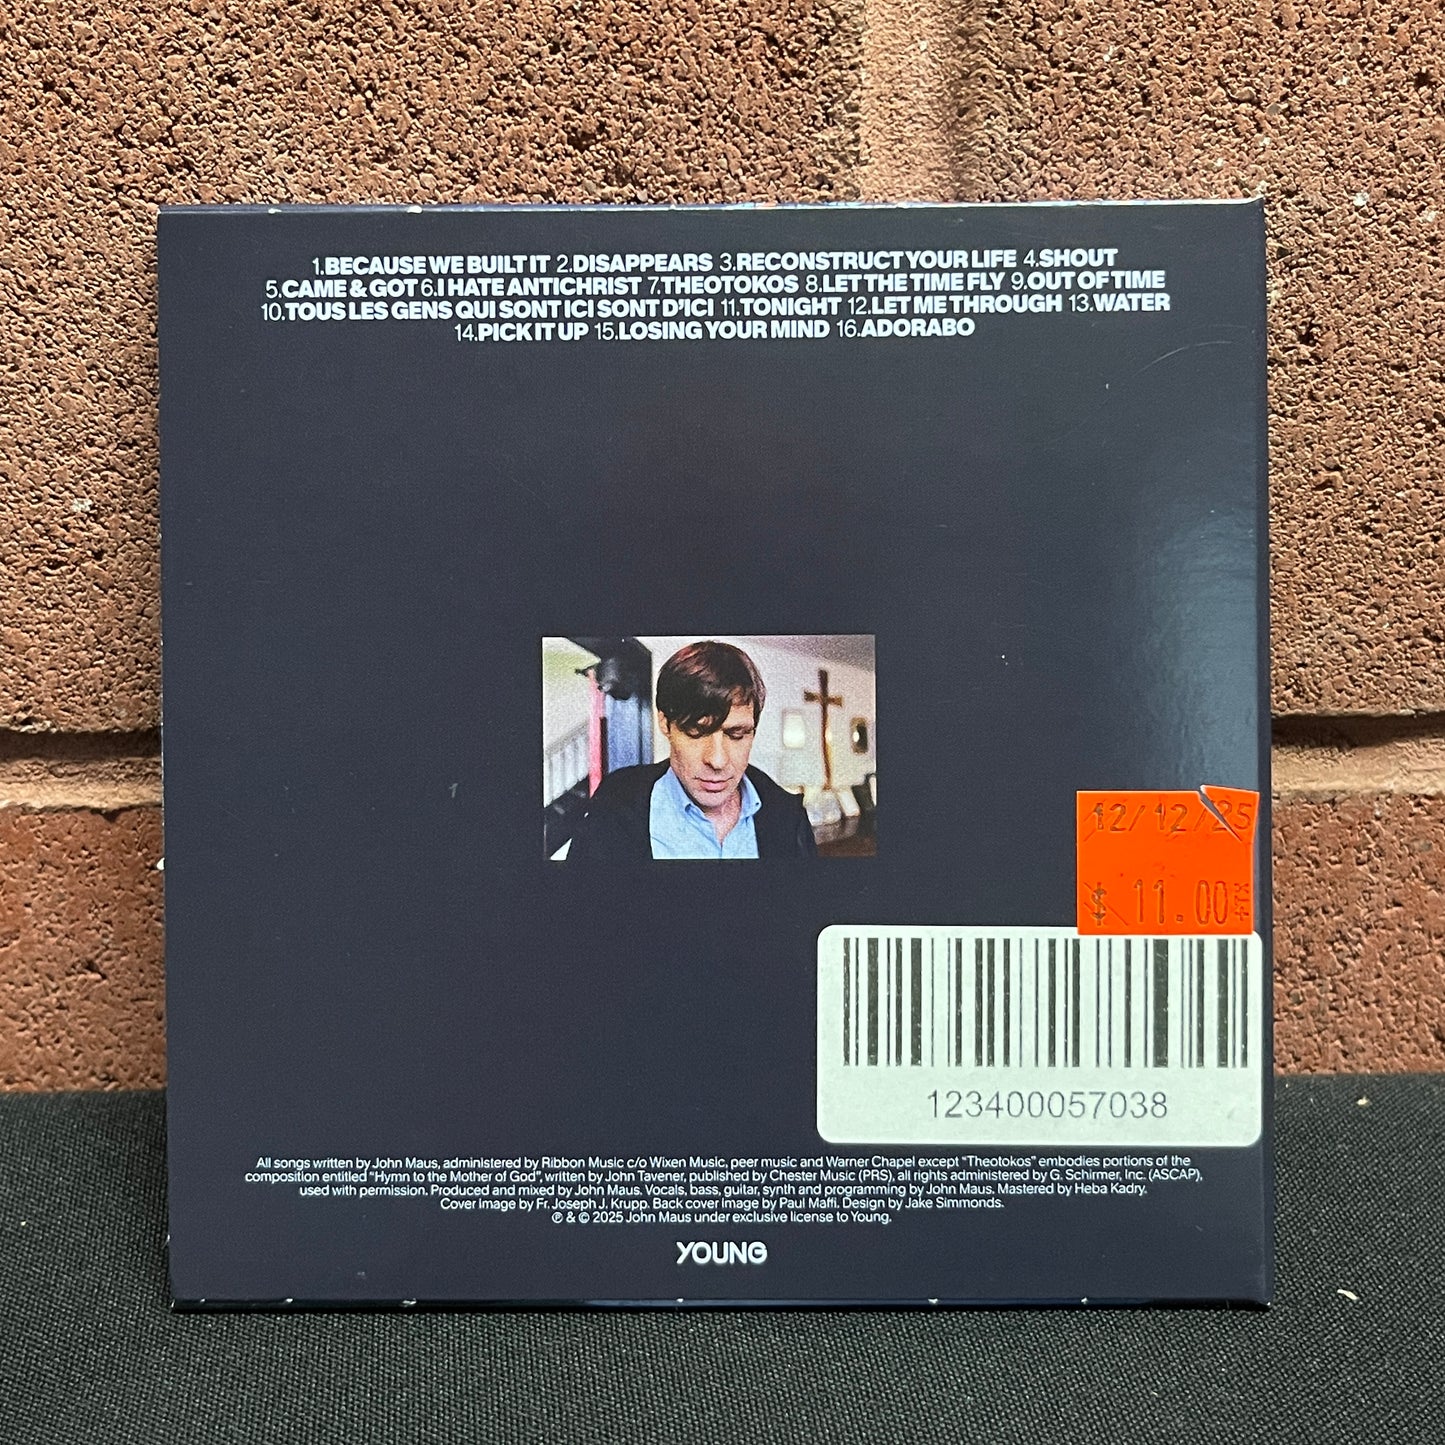 1.BECAUSE WE BUILT IT 2.DISAPPEARS 3.RECONSTRUCT YOUR LIFE 4.SHOUT
5.CAME & GOT 6.I HATE ANTICHRIST 7.THEOTOKOS 8.LET THE TIME FLY 9.OUT OF TIME
10.TOUS LES GENS QUI SONT ICI SONT D'ICI 11.TONIGHT 12.LET ME THROUGH 13.WATER
14.PICK IT UP 15.LOSING YOUR MIND 16.ADORABO
12/12/25
$ 11.00 +TX
123400057038
All songs written by John Maus, administered by Ribbon Music c/o Wixen Music, peer music and Warner Chapel except "Theotokos" embodies portions of the
composition entitled "Hymn to the Mother of God", written by John Tavener, published by Chester Music (PRS), all rights administered by G. Schirmer, Inc. (ASCAP),
used with permission. Produced and mixed by John Maus. Vocals, bass, guitar, synth and programming by John Maus. Mastered by Heba Kadry.
Cover image by Fr. Joseph J. Krupp. Back cover image by Paul Maffi. Design by Jake Simmonds.
℗ & © 2025 John Maus under exclusive license to Young.
YOUNG